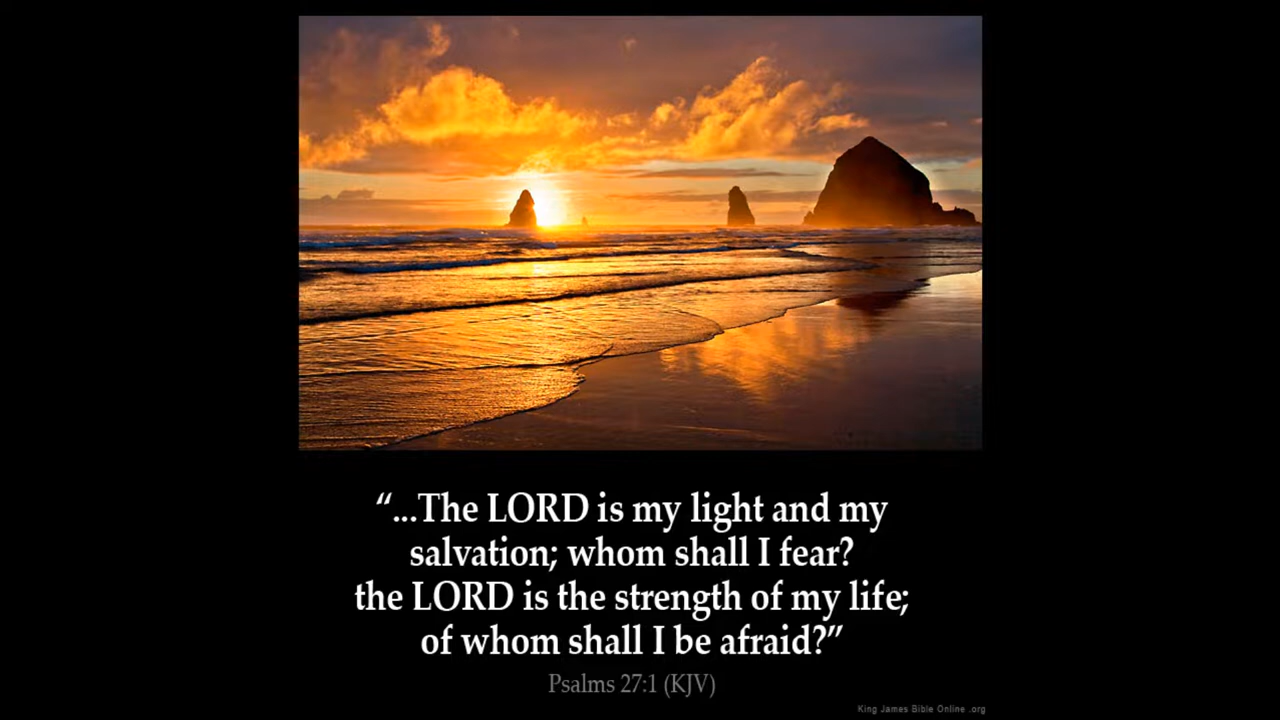 “...The LORD is my light and my
salvation; whom shall I fear?
the LORD is the strength of my life;
of whom shall I be afraid?”
Psalms 27:1 (KJV)
King James Bible Online .org